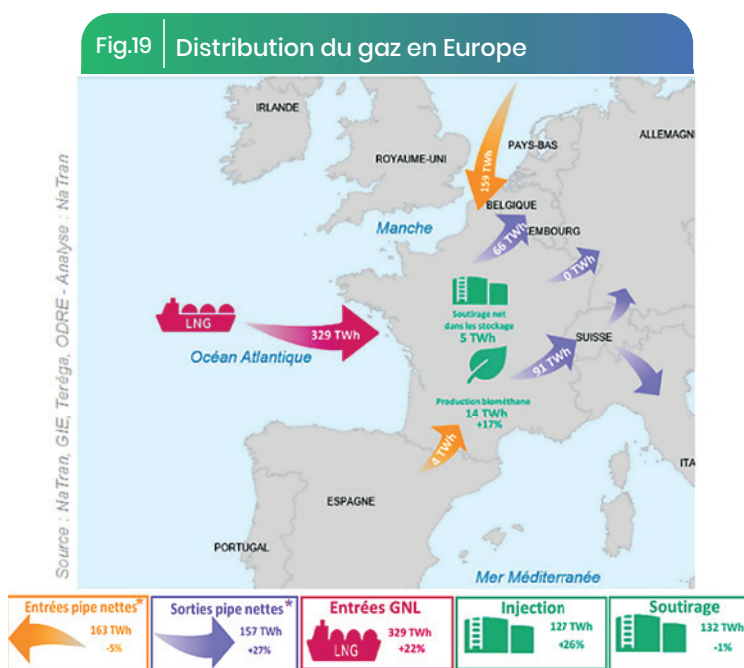 Fig.19 Distribution du gaz en Europe
IRLANDE
ROYAUME-UNI
PAYS-BAS
ALLEMAGN
159 TWh
BELGIQUE
Manche
EMBOURG
66 TWh
0 TWh
LNG
329 TWh
Océan Atlantique
Soutirage net
dans les stockage
5 TWh
SUISSE
91 TWh
Production biométhane
14 TWh
+17%
4 TWh
ITA
ESPAGNE
PORTUGAL
Mer Méditerranée
Source : NaTran, GIE, Teréga, ODRE - Analyse : NaTran
Entrées pipe nettes*
163 TWh
-5%
Sorties pipe nettes*
157 TWh
+27%
Entrées GNL
LNG
329 TWh
+22%
Injection
127 TWh
+26%
Soutirage
132 TWh
-1%